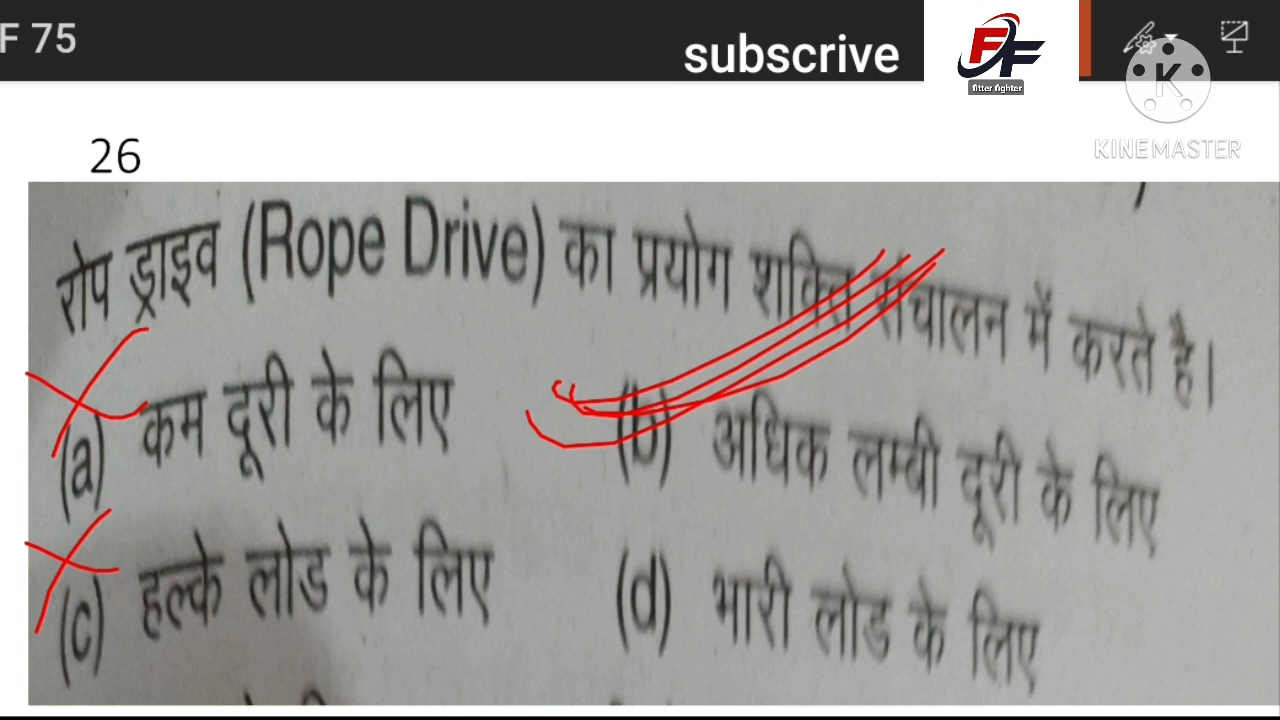 F 75
subscrive
fitter fighter
K
KINEMASTER
26
रोप ड्राइव (Rope Drive) का प्रयोग शक्ति संचालन में करते है।
(a) कम दूरी के लिए (b) अधिक लम्बी दूरी के लिए
(c) हल्के लोड के लिए (d) भारी लोड के लिए